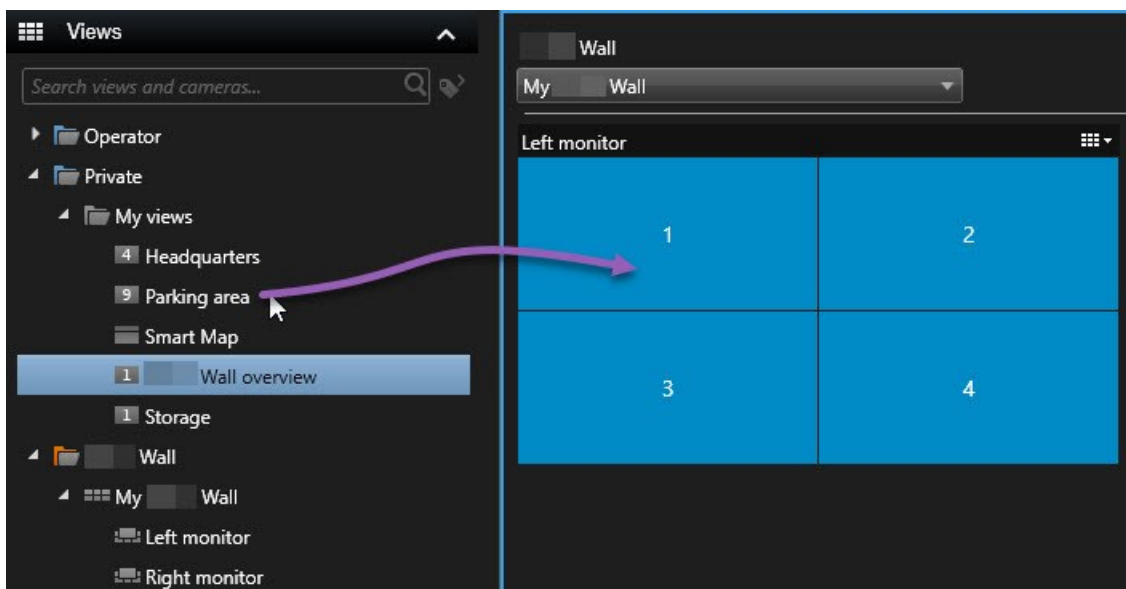 Views
Search views and cameras...
Operator
Private
My views
4 Headquarters
9 Parking area
Smart Map
1 Wall overview
1 Storage
Wall
My Wall
Left monitor
Right monitor
Wall
My Wall
Left monitor
1 2
3 4